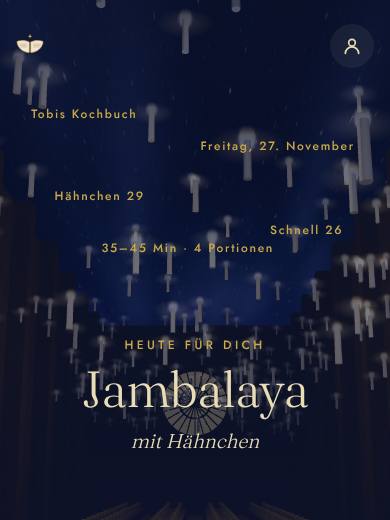 Tobis Kochbuch
Freitag, 27. November
Hähnchen 29
Schnell 26
35–45 Min · 4 Portionen
HEUTE FÜR DICH
Jambalaya
mit Hähnchen